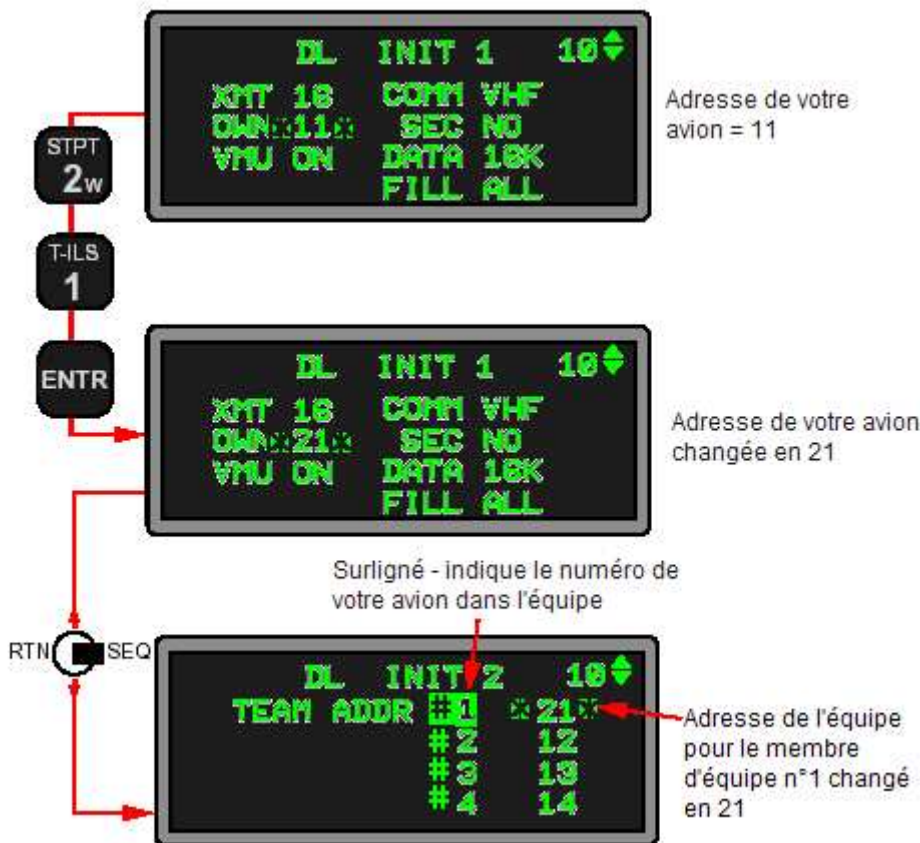 DL INIT 1 10
XMT 16 COMM VHF
OWN*11* SEC NO
VMU ON DATA 16K
FILL ALL
Adresse de votre
avion = 11
STPT
2W
T-ILS
1
ENTR
DL INIT 1 10
XMT 16 COMM VHF
OWN*21* SEC NO
VMU ON DATA 16K
FILL ALL
Adresse de votre avion
changée en 21
Surligné - indique le numéro de
votre avion dans l'équipe
RTN SEQ
DL INIT 2 10
TEAM ADDR #1 *21*
#2 12
#3 13
#4 14
Adresse de l'équipe
pour le membre
d'équipe n°1 changé
en 21